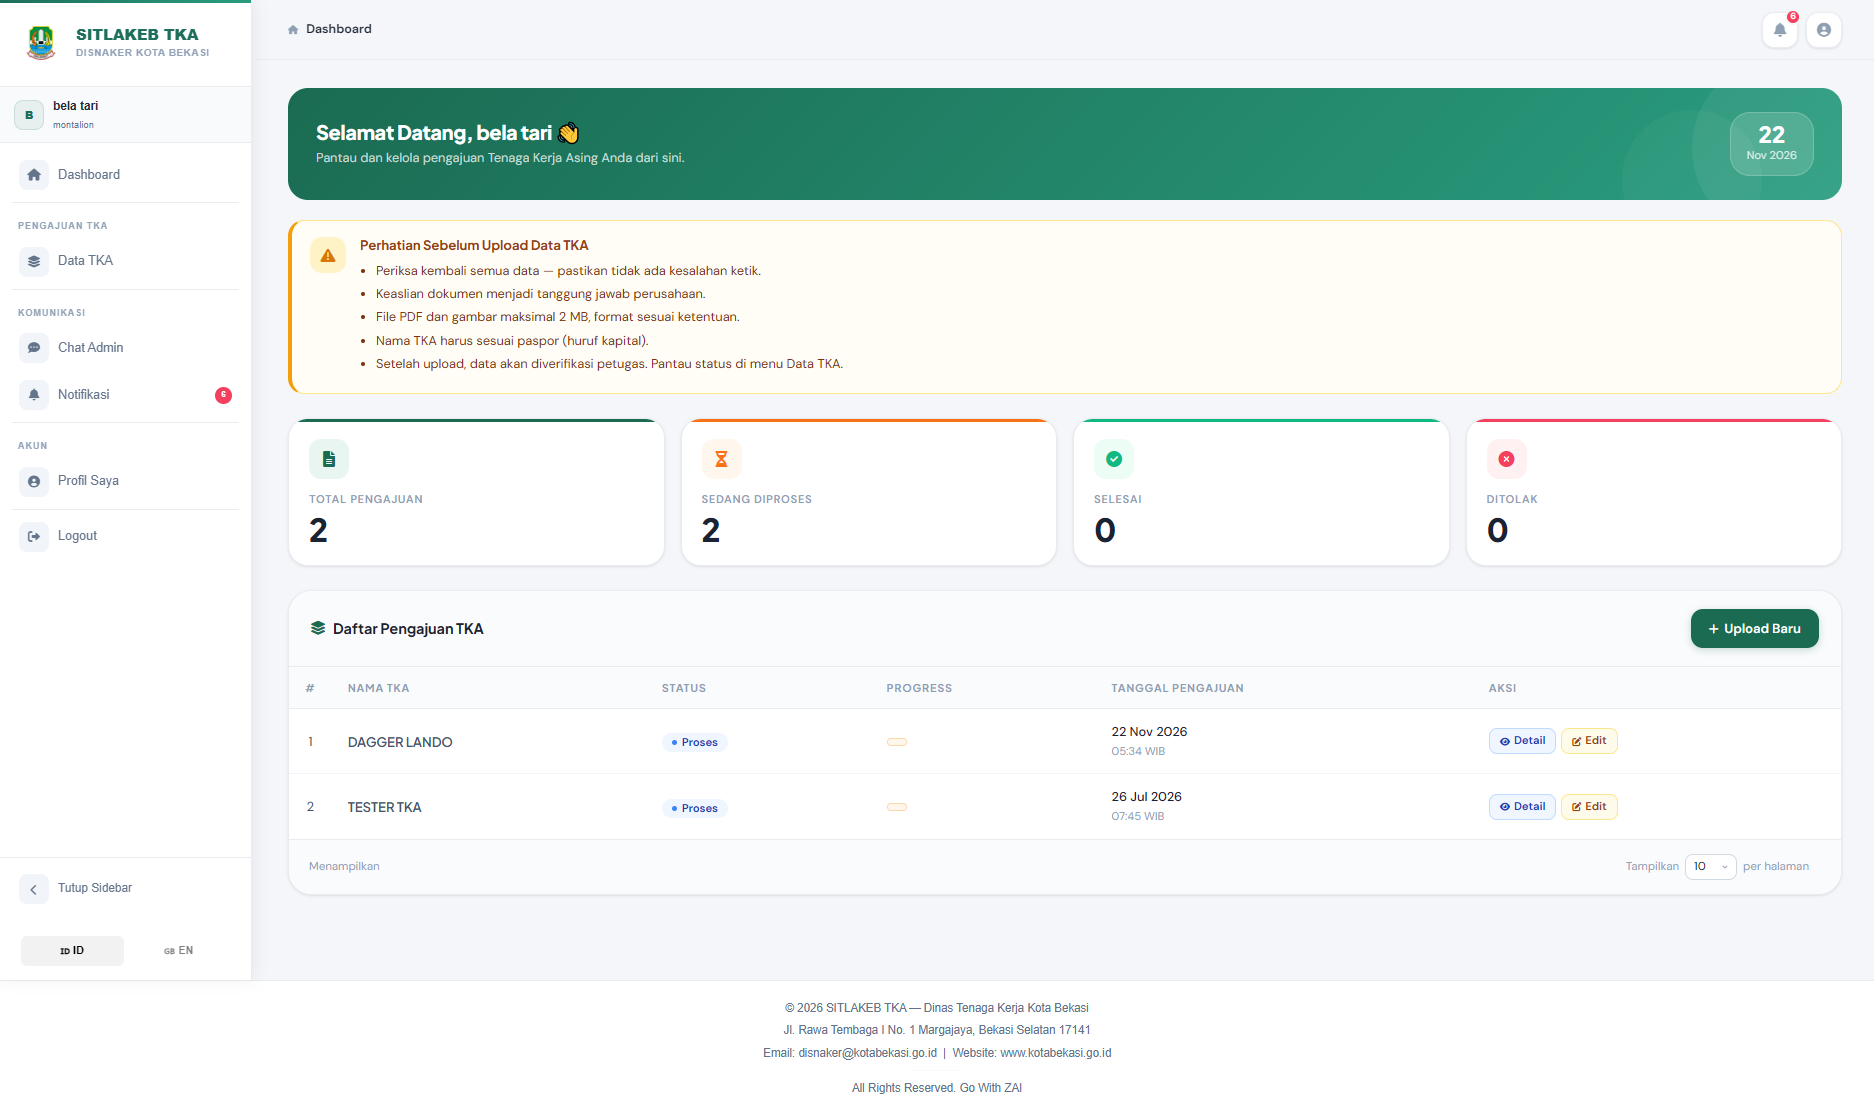 SITLAKEB TKA
DISNAKER KOTA BEKASI
B
bela tari
montalion
Dashboard
PENGAJUAN TKA
Data TKA
KOMUNIKASI
Chat Admin
Notifikasi
6
AKUN
Profil Saya
Logout
Tutup Sidebar
ID ID
GB EN
Dashboard
6
Selamat Datang, bela tari 👋
Pantau dan kelola pengajuan Tenaga Kerja Asing Anda dari sini.
22
Nov 2026
Perhatian Sebelum Upload Data TKA
• Periksa kembali semua data — pastikan tidak ada kesalahan ketik.
• Keaslian dokumen menjadi tanggung jawab perusahaan.
• File PDF dan gambar maksimal 2 MB, format sesuai ketentuan.
• Nama TKA harus sesuai paspor (huruf kapital).
• Setelah upload, data akan diverifikasi petugas. Pantau status di menu Data TKA.
TOTAL PENGAJUAN
2
SEDANG DIPROSES
2
SELESAI
0
DITOLAK
0
Daftar Pengajuan TKA
+ Upload Baru
# NAMA TKA STATUS PROGRESS TANGGAL PENGAJUAN AKSI
1 DAGGER LANDO Proses 22 Nov 2026 Detail Edit
05:34 WIB
2 TESTER TKA Proses 26 Jul 2026 Detail Edit
07:45 WIB
Menampilkan
Tampilkan 10 per halaman
© 2026 SITLAKEB TKA — Dinas Tenaga Kerja Kota Bekasi
Jl. Rawa Tembaga I No. 1 Margajaya, Bekasi Selatan 17141
Email: disnaker@kotabekasi.go.id | Website: www.kotabekasi.go.id
All Rights Reserved. Go With ZAI